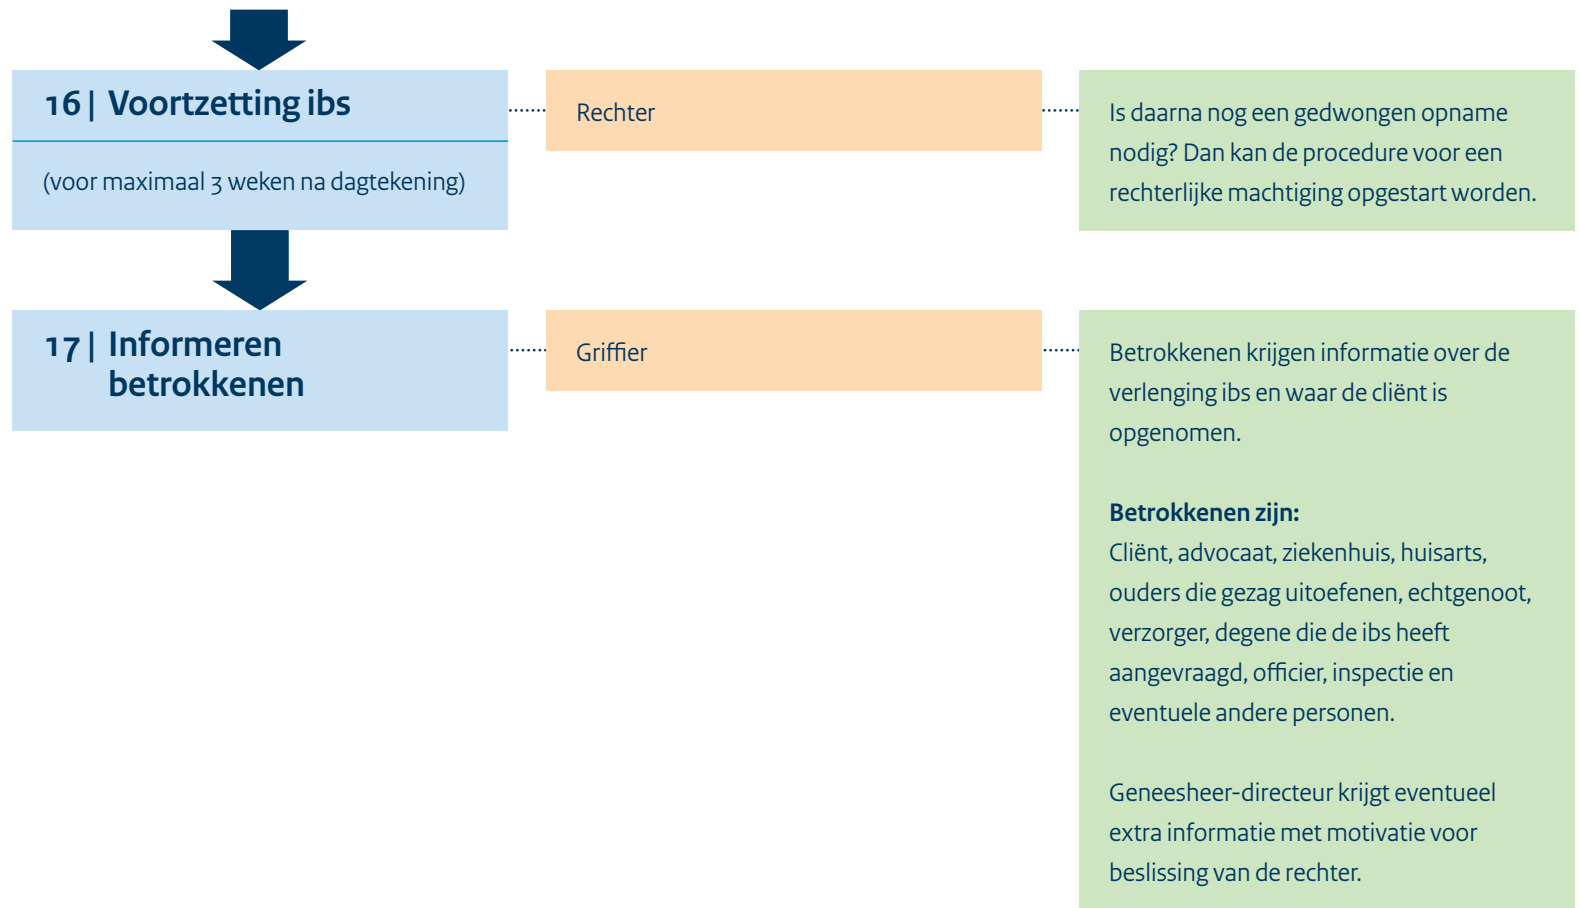 16 | Voortzetting ibs
(voor maximaal 3 weken na dagtekening)
Rechter
Is daarna nog een gedwongen opname
nodig? Dan kan de procedure voor een
rechterlijke machtiging opgestart worden.
17 | Informeren
betrokkenen
Griffier
Betrokkenen krijgen informatie over de
verlenging ibs en waar de cliënt is
opgenomen.
Betrokkenen zijn:
Cliënt, advocaat, ziekenhuis, huisarts,
ouders die gezag uitoefenen, echtgenoot,
verzorger, degene die de ibs heeft
aangevraagd, officier, inspectie en
eventuele andere personen.
Geneesheer-directeur krijgt eventueel
extra informatie met motivatie voor
beslissing van de rechter.